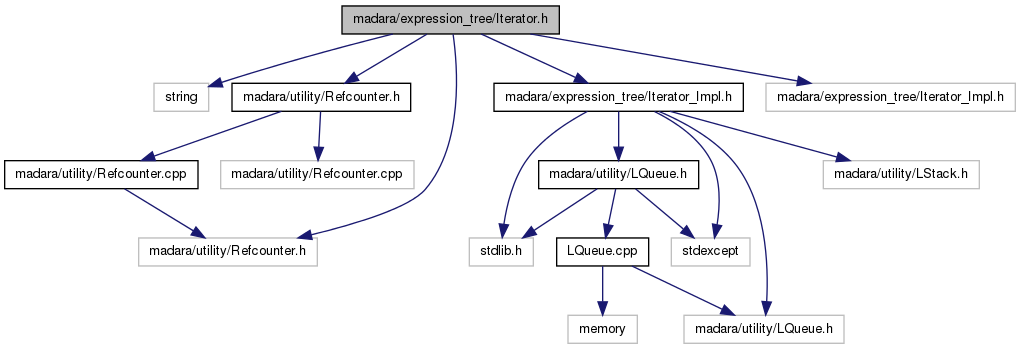 madara/expression_tree/Iterator.h
string
madara/utility/Refcounter.h
madara/expression_tree/Iterator_Impl.h
madara/expression_tree/Iterator_Impl.h
madara/utility/Refcounter.cpp
madara/utility/Refcounter.cpp
madara/utility/LQueue.h
madara/utility/LStack.h
madara/utility/Refcounter.h
stdlib.h
LQueue.cpp
stdexcept
memory
madara/utility/LQueue.h